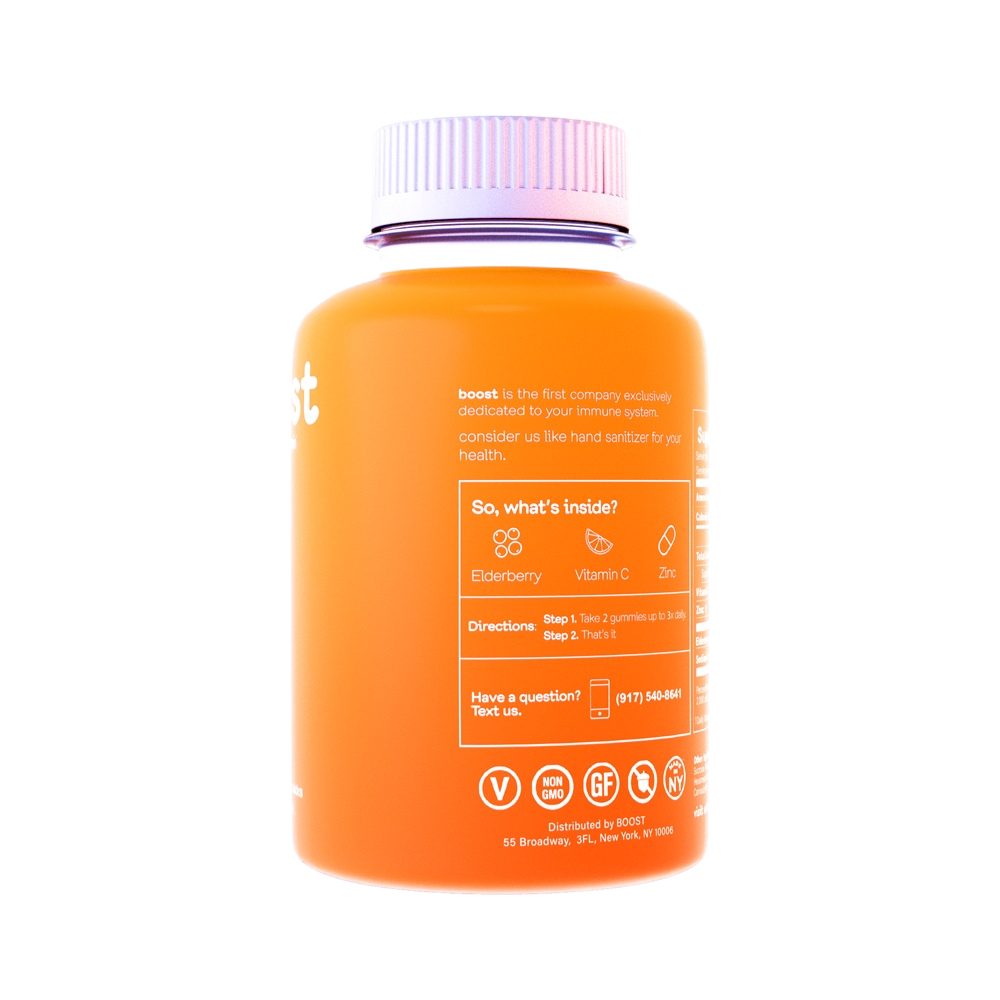 st
boost is the first company exclusively
dedicated to your immune system.
consider us like hand sanitizer for your
health.
So, what's inside?
Elderberry Vitamin C Zinc
Directions: Step 1. Take 2 gummies up to 3x daily.
Step 2. That's it
Have a question?
Text us.
(917) 540-8641
V NON GMO GF MADE IN NY
Distributed by BOOST
55 Broadway, 3FL, New York, NY 10006